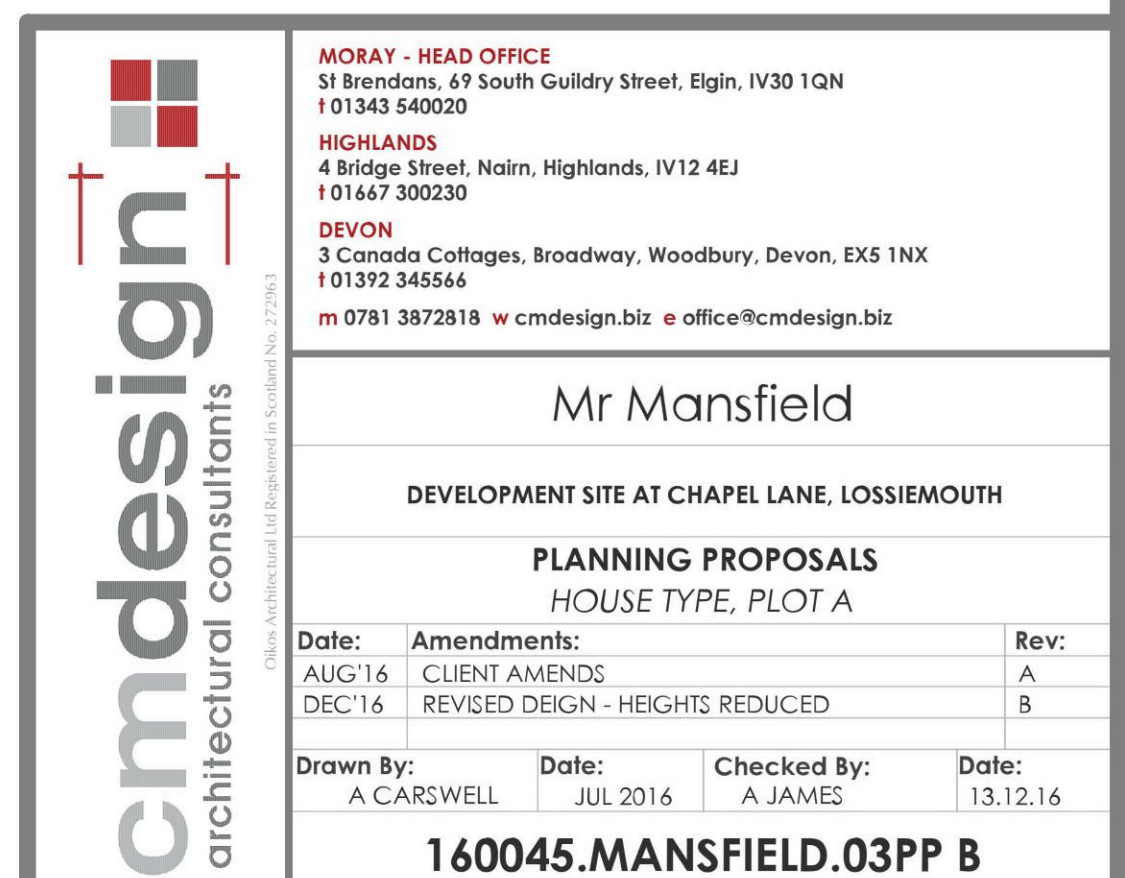 cmdesign
architectural consultants
Oikos Architectural Ltd Registered in Scotland No. 272963
MORAY - HEAD OFFICE
St Brendans, 69 South Guildry Street, Elgin, IV30 1QN
t 01343 540020
HIGHLANDS
4 Bridge Street, Nairn, Highlands, IV12 4EJ
t 01667 300230
DEVON
3 Canada Cottages, Broadway, Woodbury, Devon, EX5 1NX
t 01392 345566
m 0781 3872818 w cmdesign.biz e office@cmdesign.biz
Mr Mansfield
DEVELOPMENT SITE AT CHAPEL LANE, LOSSIEMOUTH
PLANNING PROPOSALS
HOUSE TYPE, PLOT A
Date: Amendments: Rev:
AUG'16 CLIENT AMENDS A
DEC'16 REVISED DEIGN - HEIGHTS REDUCED B
Drawn By: Date: Checked By: Date:
A CARSWELL JUL 2016 A JAMES 13.12.16
160045.MANSFIELD.03PP B